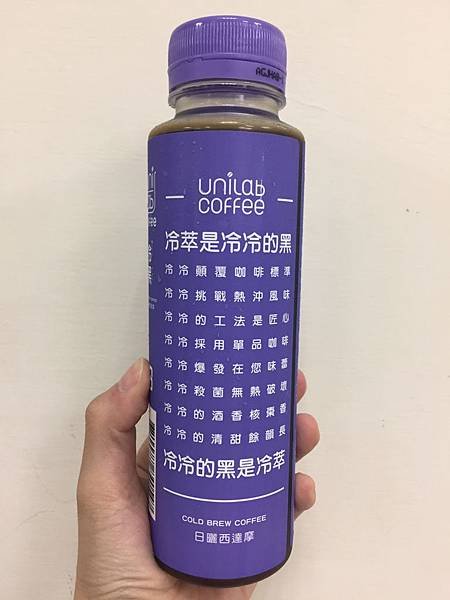 AGJHAB-1
unilab
coffee
冷萃是冷冷的黑
冷冷顛覆咖啡標準
冷冷挑戰熱沖風味
冷冷的工法是匠心
冷冷採用單品咖啡
冷冷爆發在您味蕾
冷冷殺菌無熱破壞
冷冷的酒香核棗香
冷冷的清甜餘韻長
冷冷的黑是冷萃
COLD BREW COFFEE
日曬西達摩